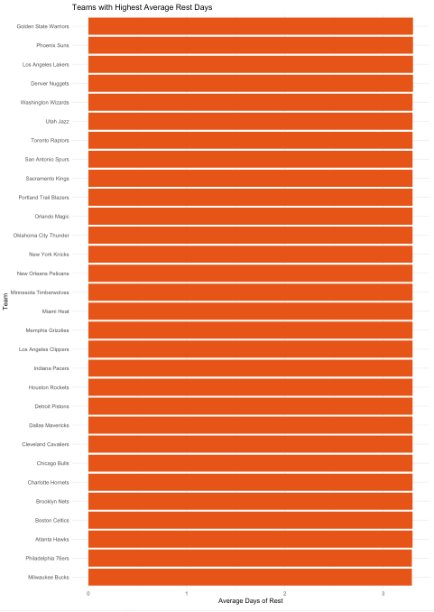 Teams with Highest Average Rest Days
Golden State Warriors
Phoenix Suns
Los Angeles Lakers
Denver Nuggets
Washington Wizards
Utah Jazz
Toronto Raptors
San Antonio Spurs
Sacramento Kings
Portland Trail Blazers
Orlando Magic
Oklahoma City Thunder
New York Knicks
New Orleans Pelicans
Minnesota Timberwolves
Miami Heat
Memphis Grizzlies
Los Angeles Clippers
Indiana Pacers
Houston Rockets
Detroit Pistons
Dallas Mavericks
Cleveland Cavaliers
Chicago Bulls
Charlotte Hornets
Brooklyn Nets
Boston Celtics
Atlanta Hawks
Philadelphia 76ers
Milwaukee Bucks
Team
0 1 2 3
Average Days of Rest